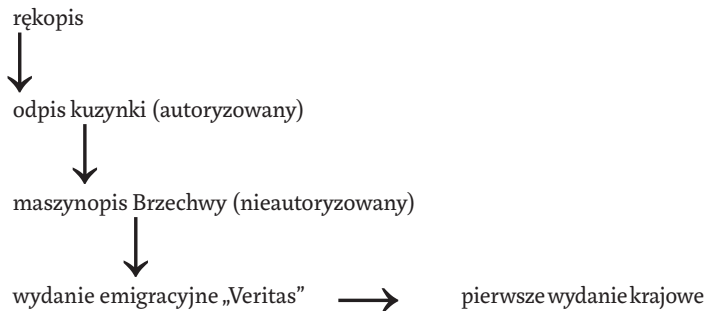 rękopis
odpis kuzynki (autoryzowany)
maszynopis Brzechwy (nieautoryzowany)
wydanie emigracyjne „Veritas” pierwsze wydanie krajowe